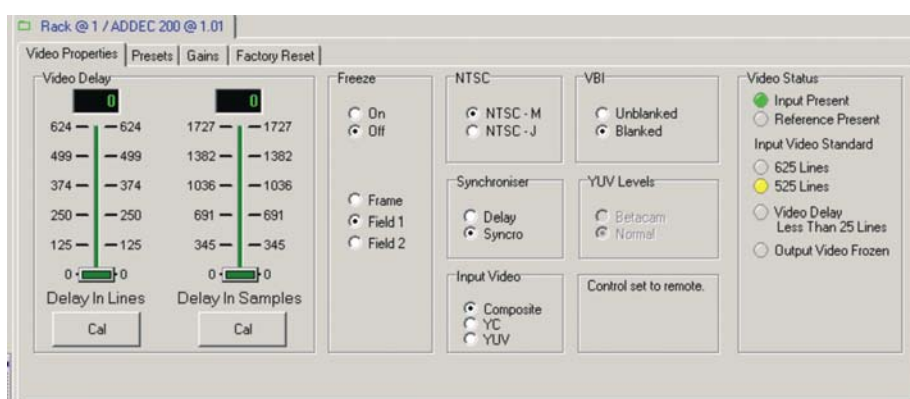 Rack @ 1 / ADDEC 200 @ 1.01
Video Properties Presets Gains Factory Reset
Video Delay
0 0
624 624 1727 1727
499 499 1382 1382
374 374 1036 1036
250 250 691 691
125 125 345 345
0 0 0 0
Delay In Lines Delay In Samples
Cal Cal
Freeze
On
Off
Frame
Field 1
Field 2
NTSC
NTSC - M
NTSC - J
Synchroniser
Delay
Syncro
Input Video
Composite
YC
YUV
VBI
Unblanked
Blanked
YUV Levels
Betacam
Normal
Control set to remote.
Video Status
Input Present
Reference Present
Input Video Standard
625 Lines
525 Lines
Video Delay
Less Than 25 Lines
Output Video Frozen